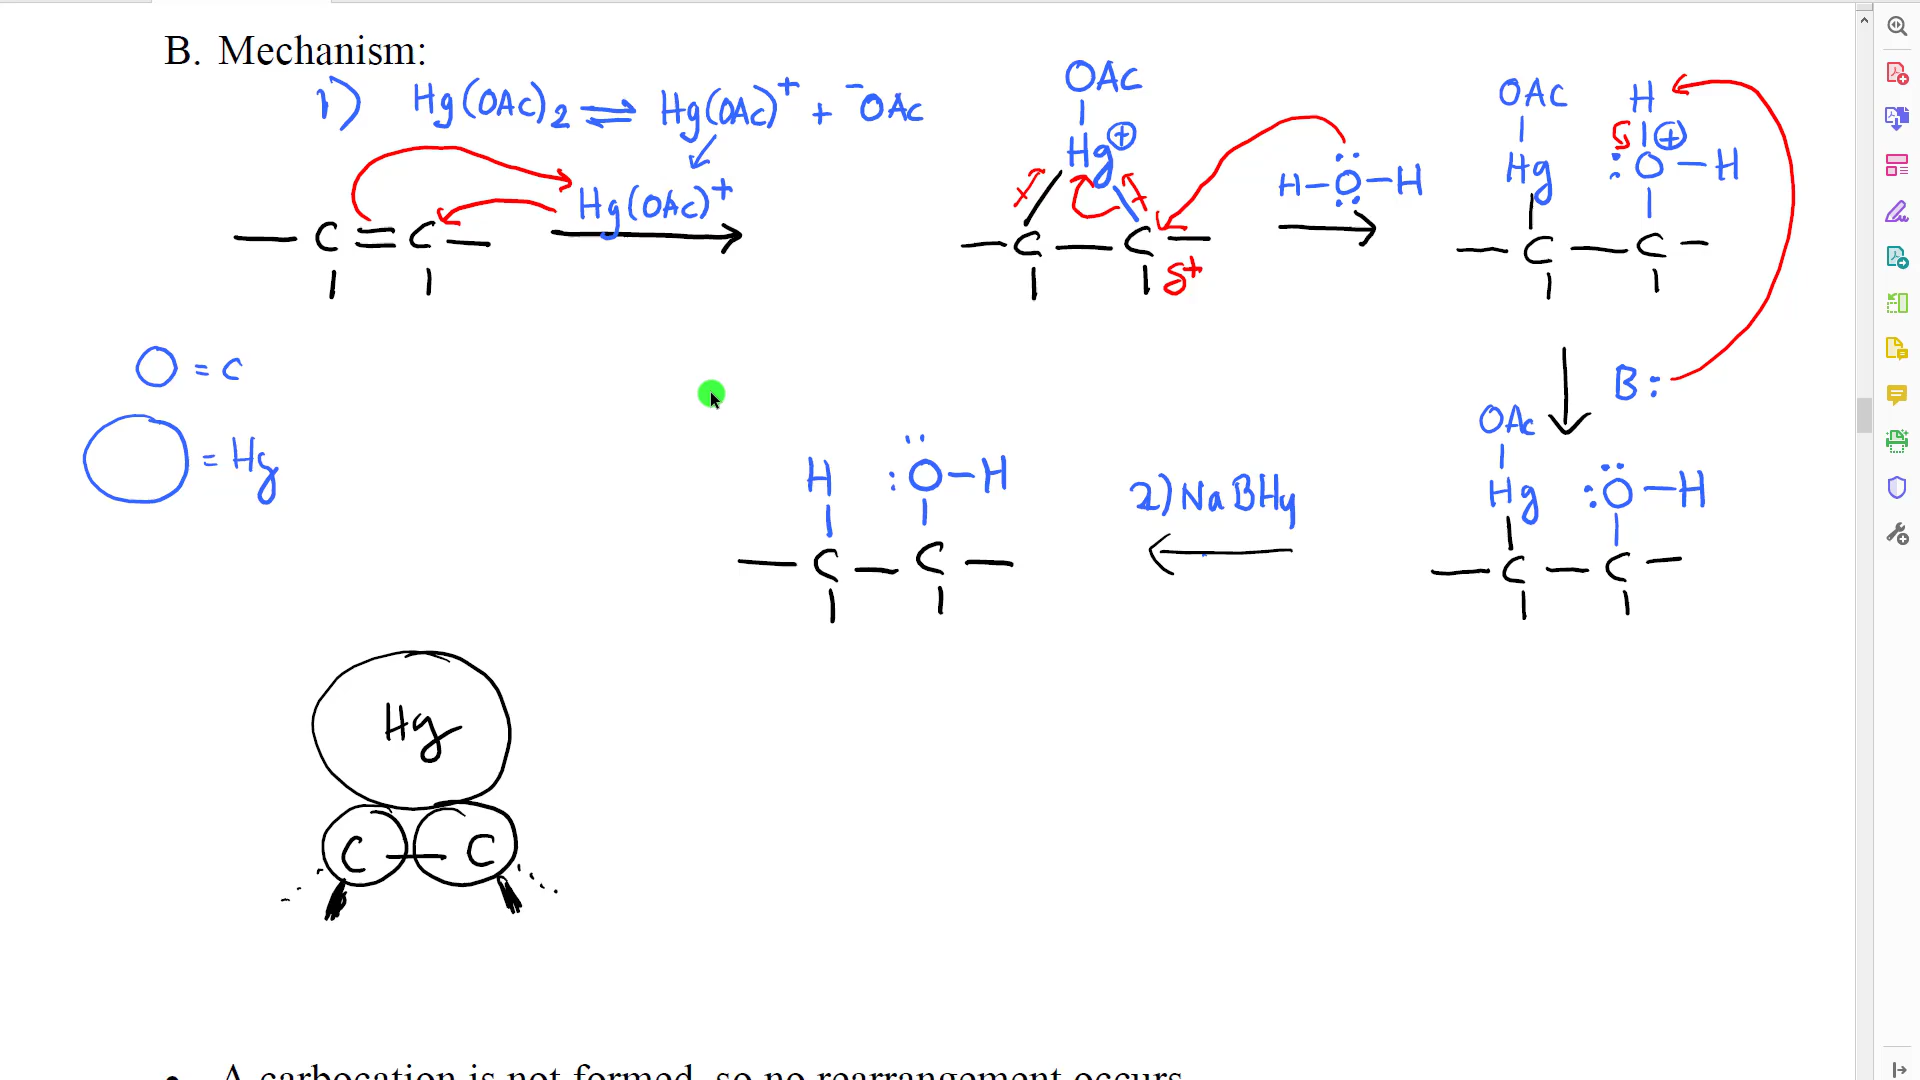 B. Mechanism:
1) Hg(OAc)2 ⇌ Hg(OAc)+ + -OAc
Hg(OAc)+
C=C
OAc
Hg+
C-C
δ+
H-O-H
OAc H
Hg O-H
+
C-C
B:
OAc
Hg :O-H
C-C
2) NaBH4
H :O-H
C-C
O = C
= Hg
Hg
C-C
• A carbocation is not formed, so no rearrangement occurs